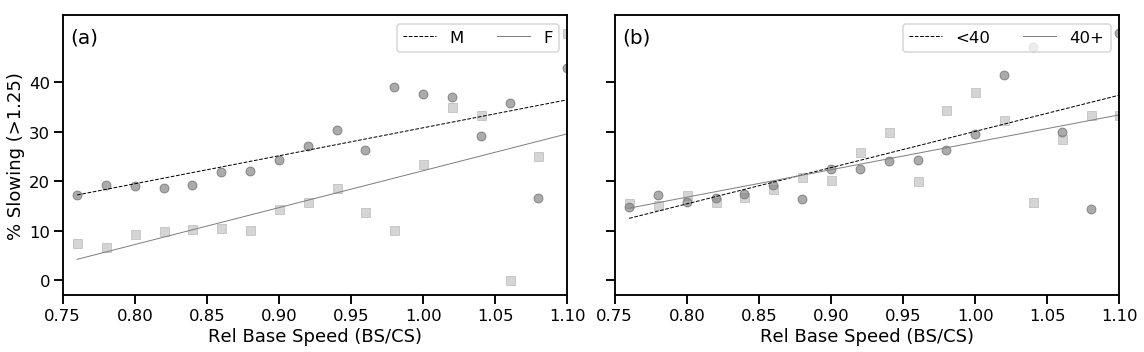 (a)
M
F
% Slowing (>1.25)
40
30
20
10
0
0.75 0.80 0.85 0.90 0.95 1.00 1.05 1.10
Rel Base Speed (BS/CS)
(b)
<40
40+
0.75 0.80 0.85 0.90 0.95 1.00 1.05 1.10
Rel Base Speed (BS/CS)